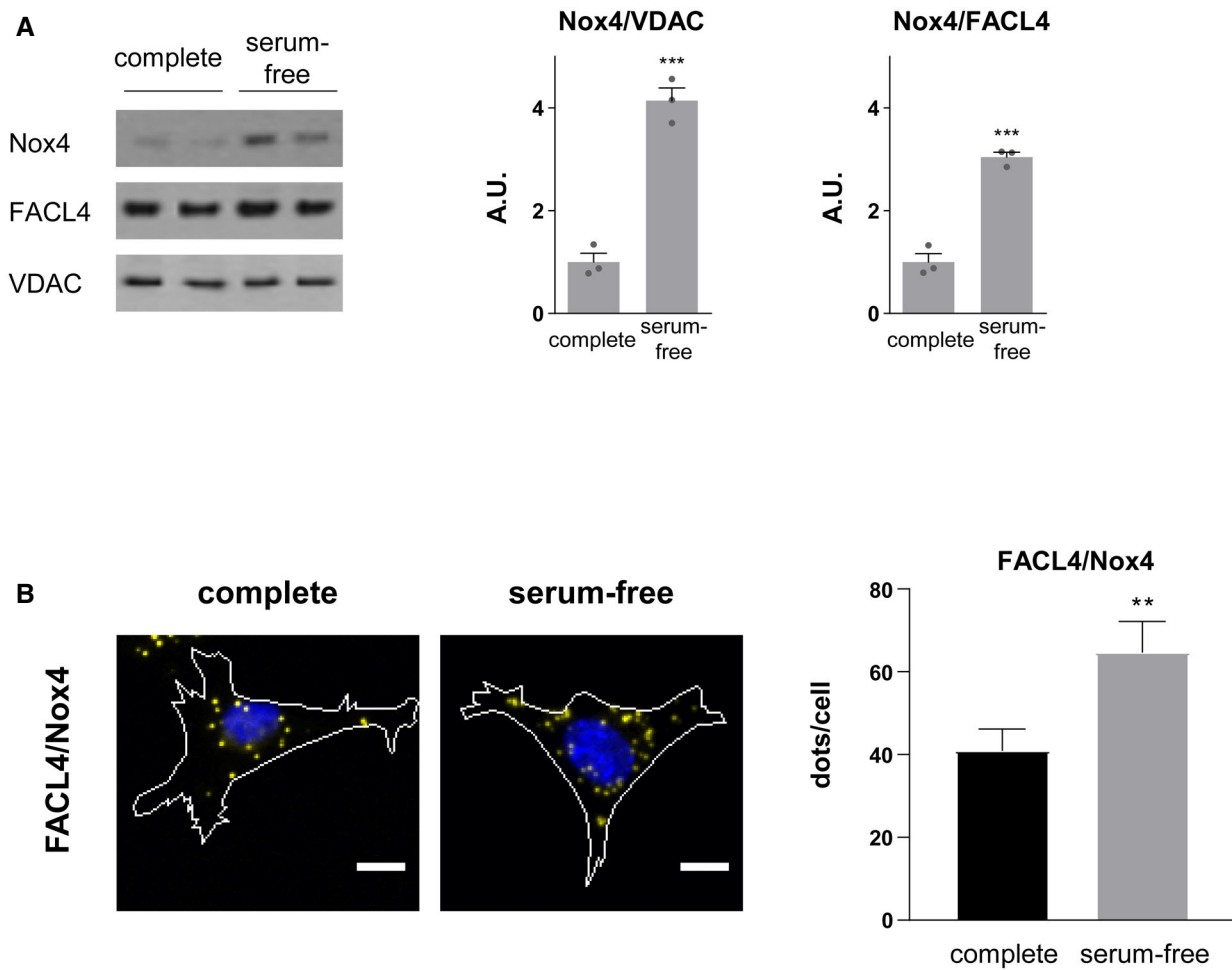 A
complete
serum-
free
Nox4
FACL4
VDAC
Nox4/VDAC
A.U.
4
2
0
***
complete
serum-
free
Nox4/FACL4
A.U.
4
2
0
***
complete
serum-
free
B
complete
serum-free
FACL4/Nox4
FACL4/Nox4
dots/cell
80
60
40
20
0
**
complete
serum-free